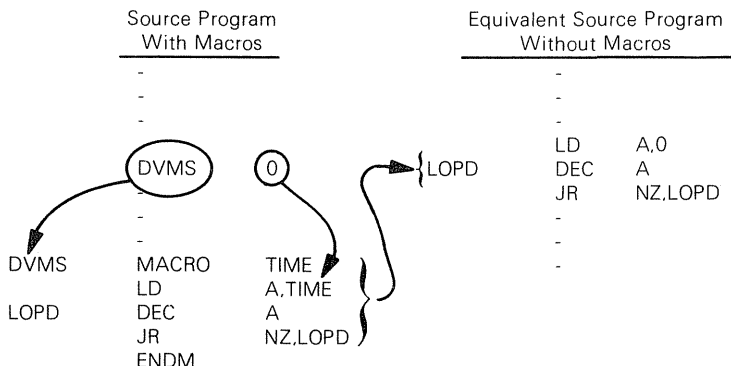 Source Program
With Macros
-
-
-
DVMS 0
-
-
-
DVMS MACRO TIME
LD A,TIME
LOPD DEC A
JR NZ,LOPD
ENDM
Equivalent Source Program
Without Macros
-
-
-
LD A,0
LOPD DEC A
JR NZ,LOPD
-
-
-